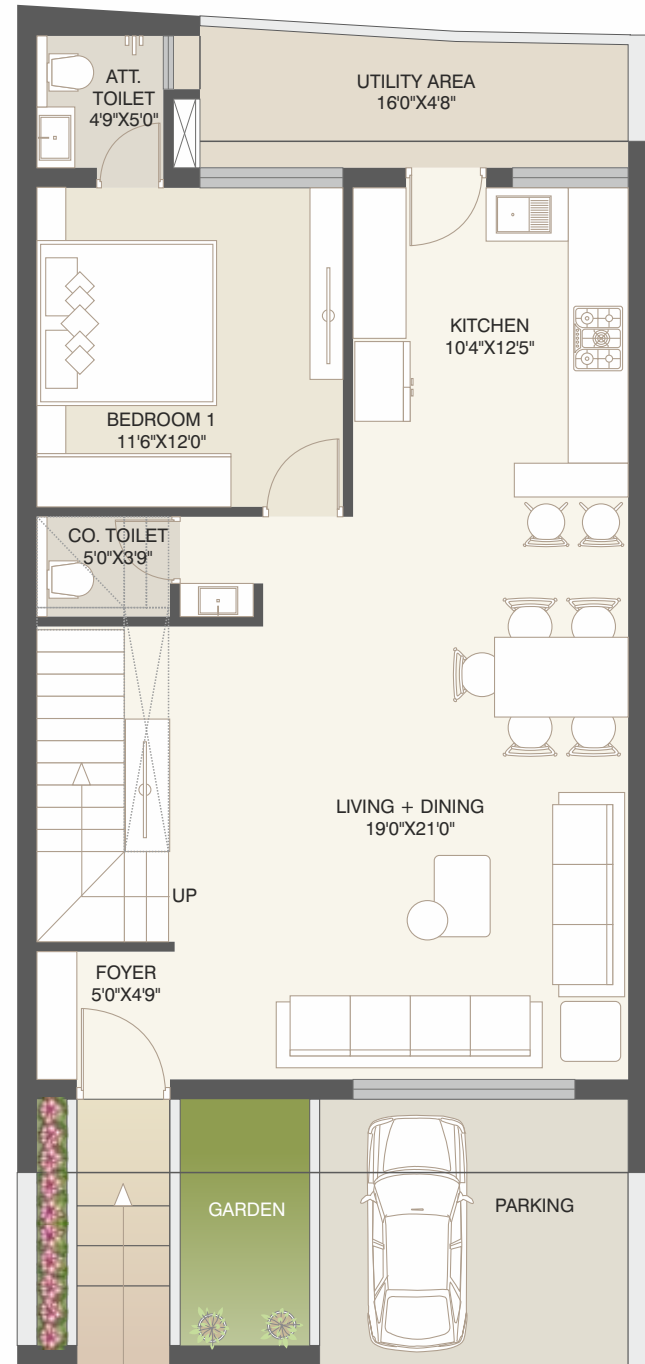 ATT.
TOILET
4'9"X5'0"
UTILITY AREA
16'0"X4'8"
KITCHEN
10'4"X12'5"
BEDROOM 1
11'6"X12'0"
CO. TOILET
5'0"X3'9"
LIVING + DINING
19'0"X21'0"
UP
FOYER
5'0"X4'9"
GARDEN
PARKING